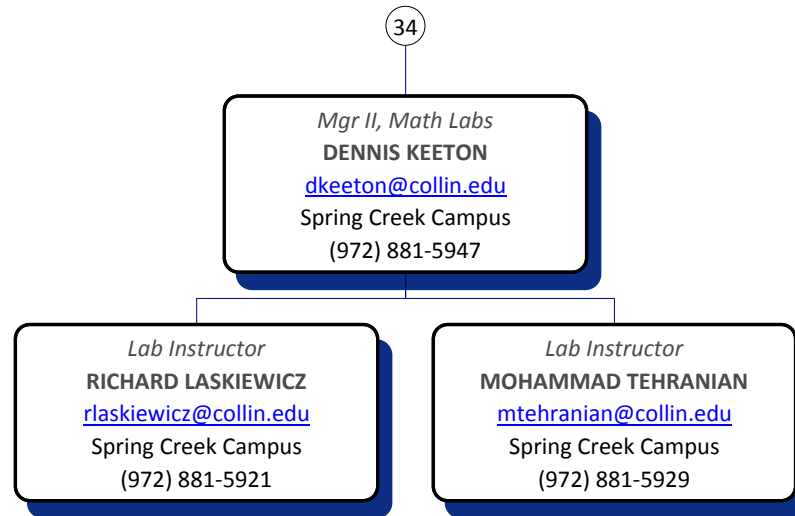 34
Mgr II, Math Labs
DENNIS KEETON
dkeeton@collin.edu
Spring Creek Campus
(972) 881-5947
Lab Instructor
RICHARD LASKIEWICZ
rlaskiewicz@collin.edu
Spring Creek Campus
(972) 881-5921
Lab Instructor
MOHAMMAD TEHRANIAN
mtehranian@collin.edu
Spring Creek Campus
(972) 881-5929